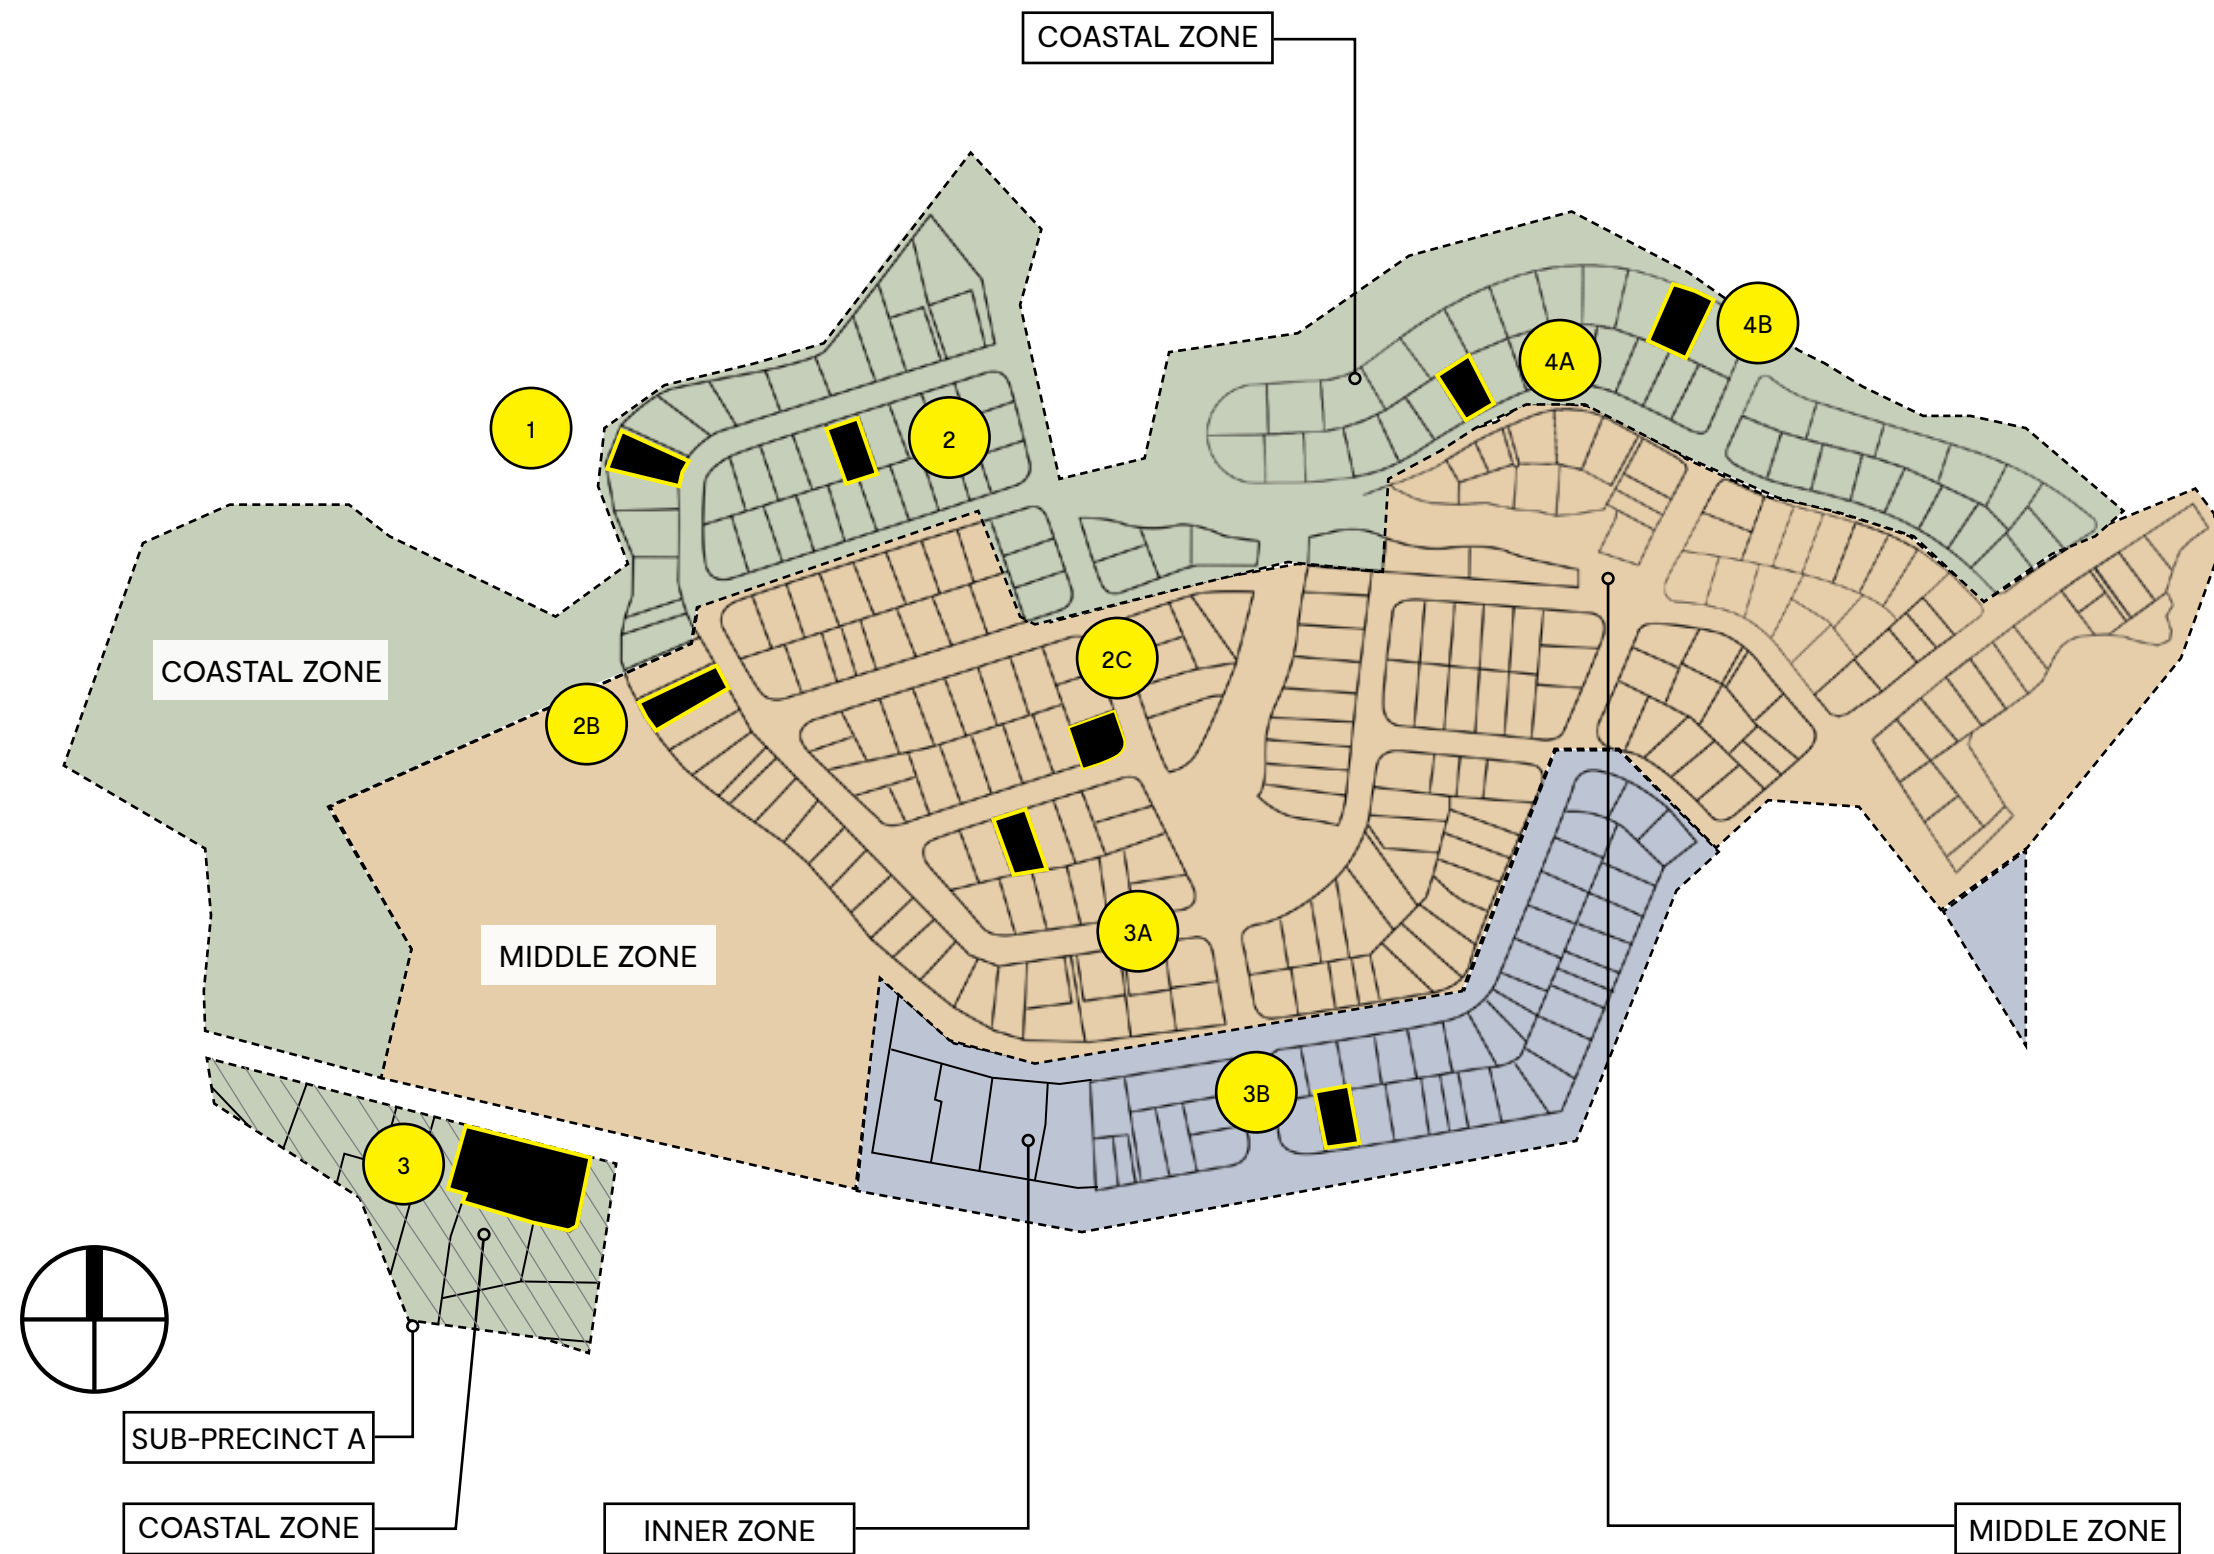 COASTAL ZONE
4B
4A
1
2
2C
COASTAL ZONE
2B
3A
MIDDLE ZONE
3B
3
SUB-PRECINCT A
COASTAL ZONE
INNER ZONE
MIDDLE ZONE